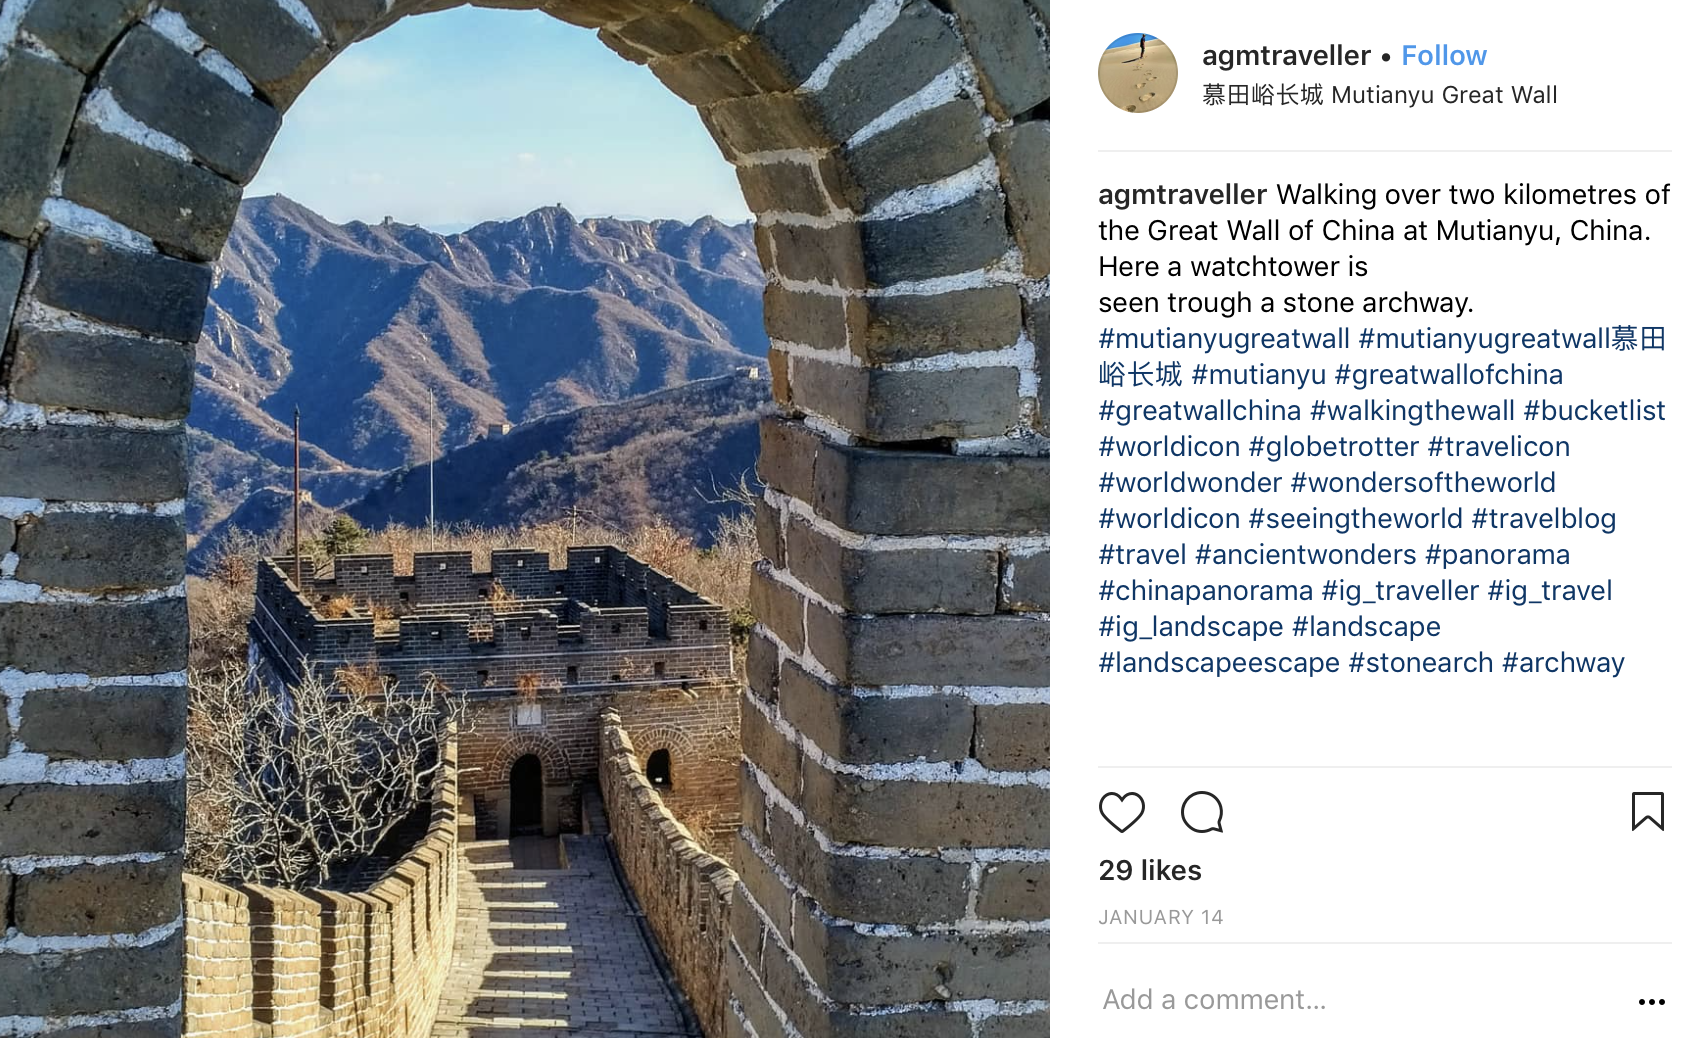 agmtraveller • Follow
慕田峪长城 Mutianyu Great Wall
agmtraveller Walking over two kilometres of
the Great Wall of China at Mutianyu, China.
Here a watchtower is
seen trough a stone archway.
#mutianyugreatwall #mutianyugreatwall慕田
峪长城 #mutianyu #greatwallofchina
#greatwallchina #walkingthewall #bucketlist
#worldicon #globetrotter #travelicon
#worldwonder #wondersoftheworld
#worldicon #seeingtheworld #travelblog
#travel #ancientwonders #panorama
#chinapanorama #ig_traveller #ig_travel
#ig_landscape #landscape
#landscapeescape #stonearch #archway
29 likes
JANUARY 14
Add a comment...